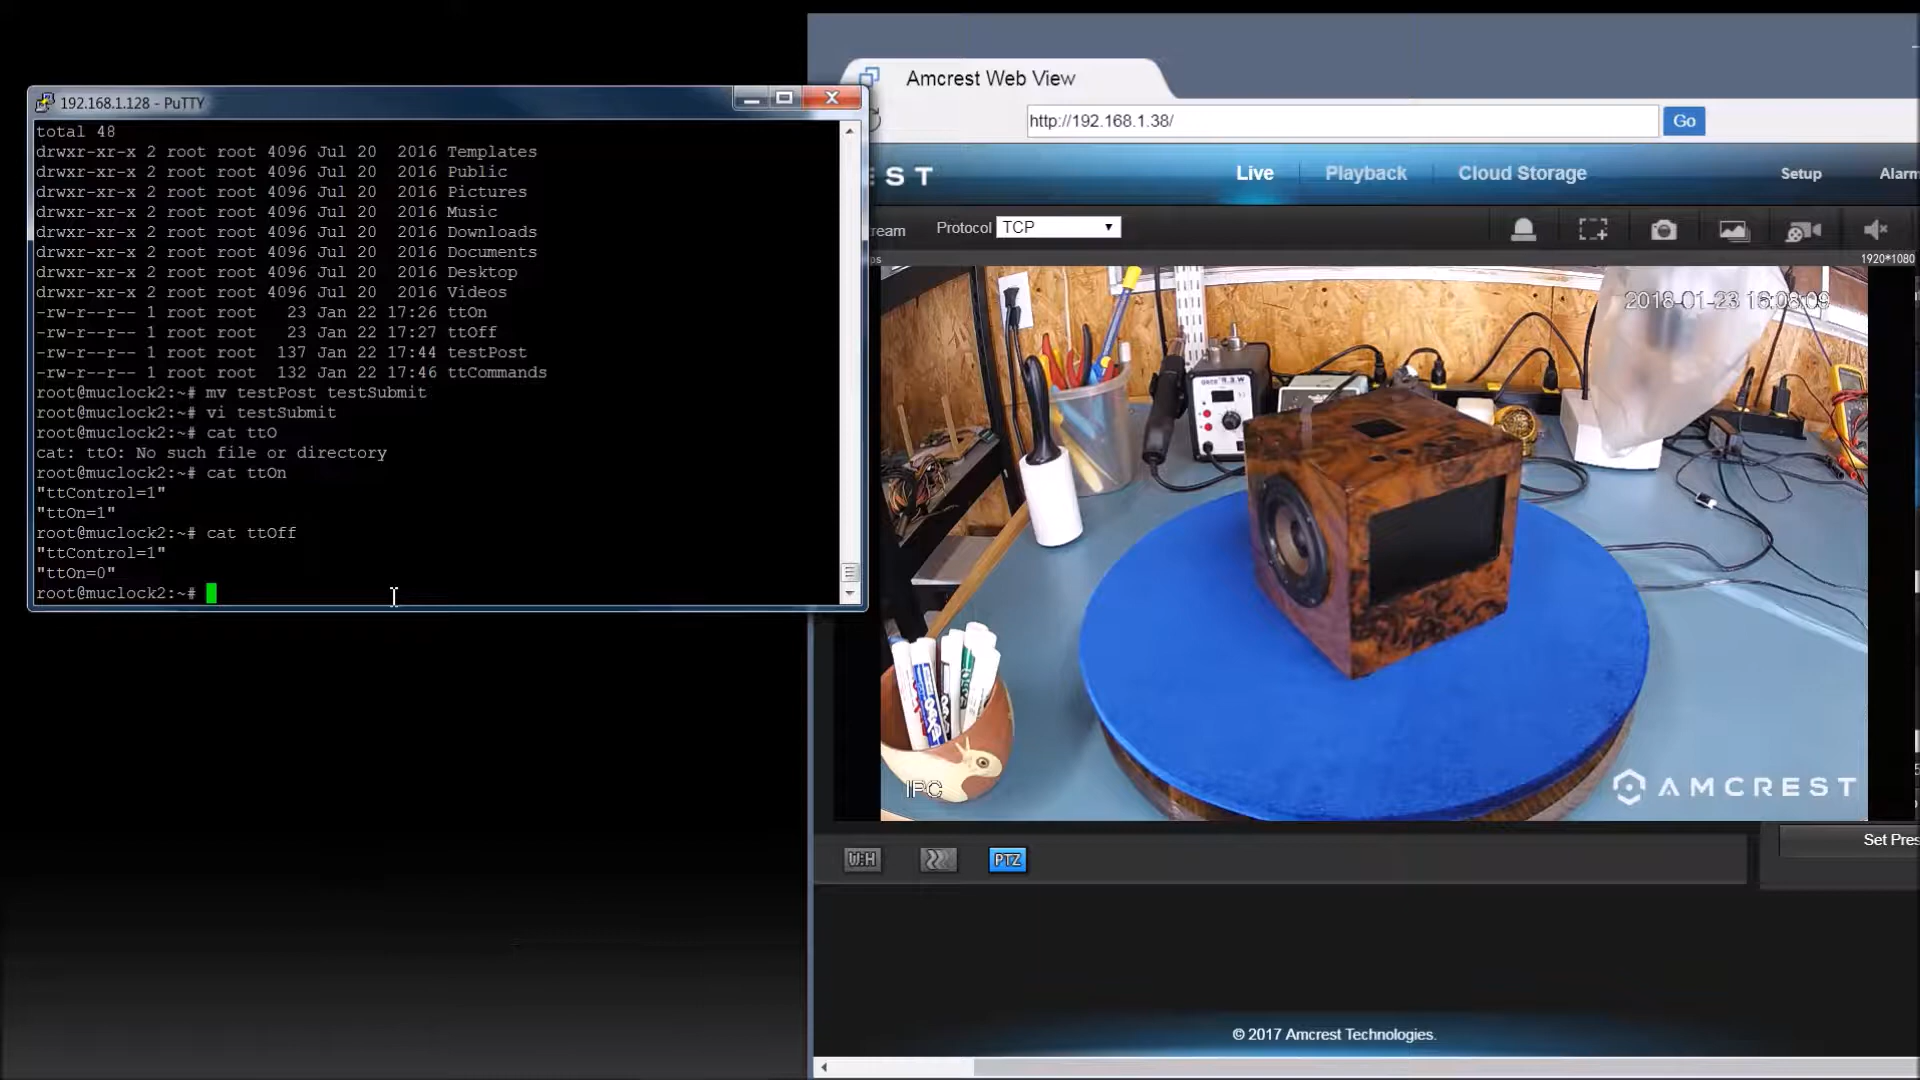 192.168.1.128 - PuTTY
total 48
drwxr-xr-x 2 root root 4096 Jul 20  2016 Templates
drwxr-xr-x 2 root root 4096 Jul 20  2016 Public
drwxr-xr-x 2 root root 4096 Jul 20  2016 Pictures
drwxr-xr-x 2 root root 4096 Jul 20  2016 Music
drwxr-xr-x 2 root root 4096 Jul 20  2016 Downloads
drwxr-xr-x 2 root root 4096 Jul 20  2016 Documents
drwxr-xr-x 2 root root 4096 Jul 20  2016 Desktop
drwxr-xr-x 2 root root 4096 Jul 20  2016 Videos
-rw-r--r-- 1 root root   23 Jan 22 17:26 ttOn
-rw-r--r-- 1 root root   23 Jan 22 17:27 ttOff
-rw-r--r-- 1 root root  137 Jan 22 17:44 testPost
-rw-r--r-- 1 root root  132 Jan 22 17:46 ttCommands
root@muclock2:~# mv testPost testSubmit
root@muclock2:~# vi testSubmit
root@muclock2:~# cat ttO
cat: ttO: No such file or directory
root@muclock2:~# cat ttOn
"ttControl=1"
"ttOn=1"
root@muclock2:~# cat ttOff
"ttControl=1"
"ttOn=0"
root@muclock2:~#
Amcrest Web View
http://192.168.1.38/
Go
EST
Live
Playback
Cloud Storage
Setup
Alarm
ream
Protocol
TCP
ps
1920*1080
2018-01-23 16:08:09
IPC
AMCREST
W:H
PTZ
Set Pres
© 2017 Amcrest Technologies.